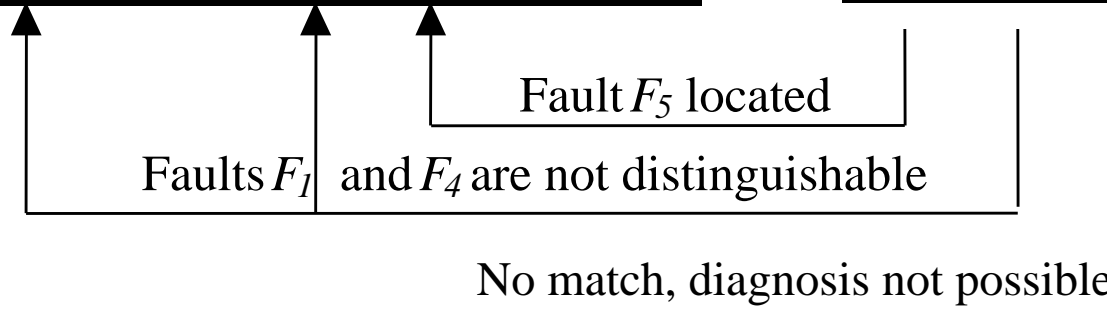 Fault F5 located
Faults F1 and F4 are not distinguishable
No match, diagnosis not possible